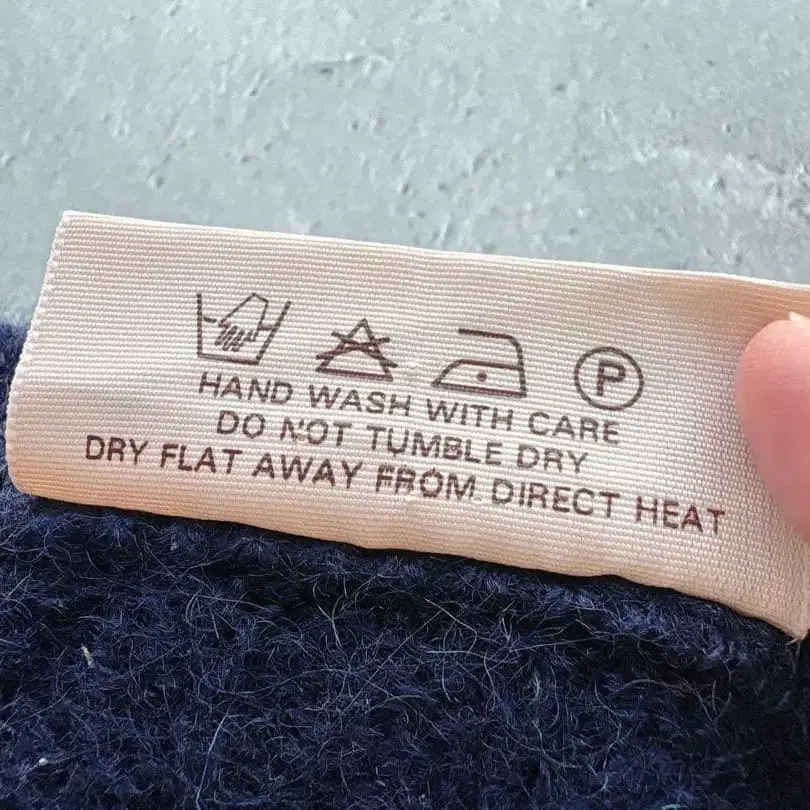 P
HAND WASH WITH CARE
DO NOT TUMBLE DRY
DRY FLAT AWAY FROM DIRECT HEAT